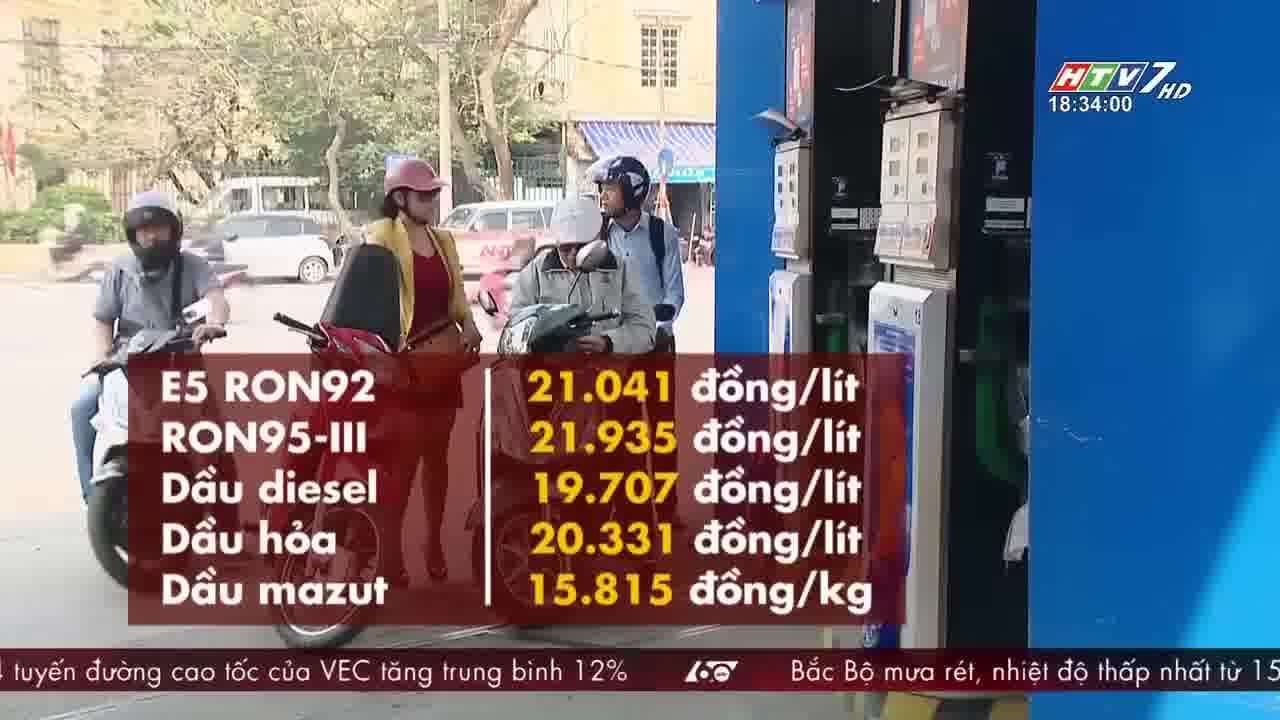 HTV7 HD
18:34:00
E5 RON92 21.041 đồng/lít
RON95-III 21.935 đồng/lít
Dầu diesel 19.707 đồng/lít
Dầu hỏa 20.331 đồng/lít
Dầu mazut 15.815 đồng/kg
4 tuyến đường cao tốc của VEC tăng trung bình 12% 60 Bắc Bộ mưa rét, nhiệt độ thấp nhất từ 15